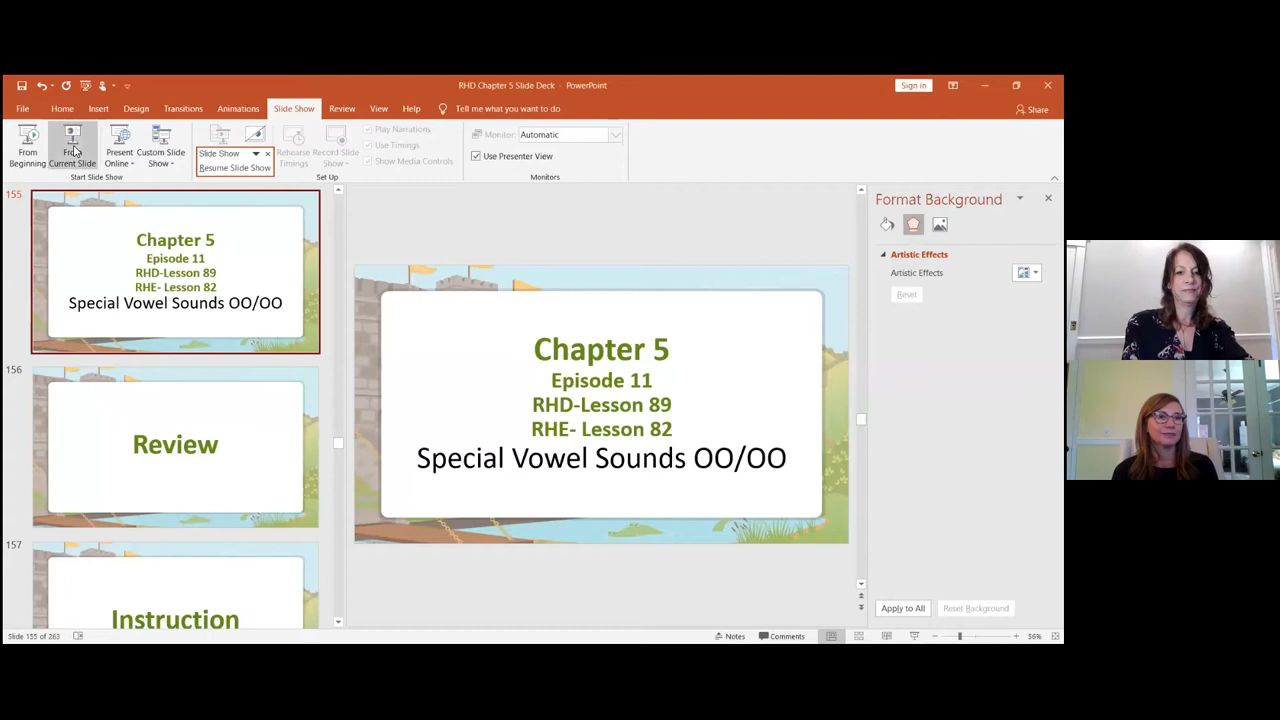 RHD Chapter 5 Slide Deck - PowerPoint
Sign in
File Home Insert Design Transitions Animations Slide Show Review View Help Tell me what you want to do
Share
From Beginning
From Current Slide
Present Online
Custom Slide Show
Slide Show
Resume Slide Show
Rehearse Timings
Record Slide Show
Play Narrations
Use Timings
Show Media Controls
Monitor: Automatic
Use Presenter View
Start Slide Show
Set Up
Monitors
155
Chapter 5
Episode 11
RHD-Lesson 89
RHE- Lesson 82
Special Vowel Sounds OO/OO
156
Review
157
Instruction
Chapter 5
Episode 11
RHD-Lesson 89
RHE- Lesson 82
Special Vowel Sounds OO/OO
Format Background
Artistic Effects
Artistic Effects
Reset
Apply to All
Reset Background
Slide 155 of 263
Notes
Comments
56%